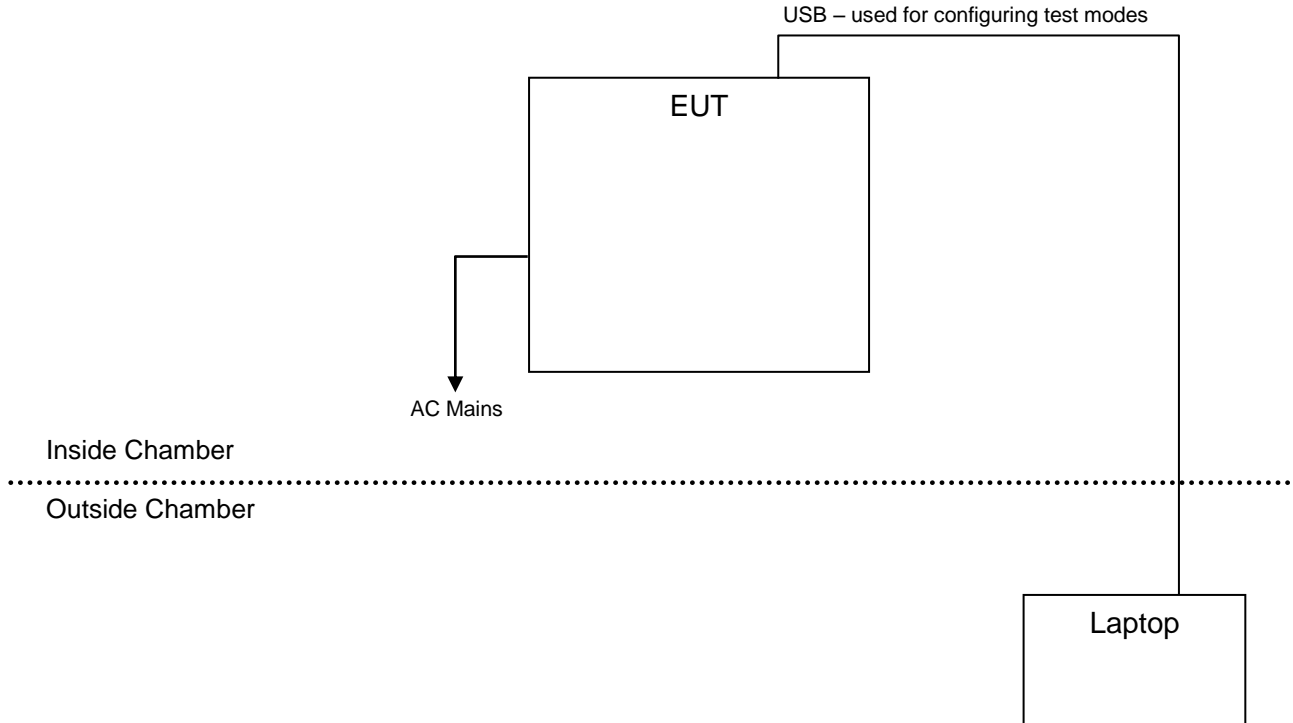 USB – used for configuring test modes
EUT
AC Mains
Inside Chamber
Outside Chamber
Laptop